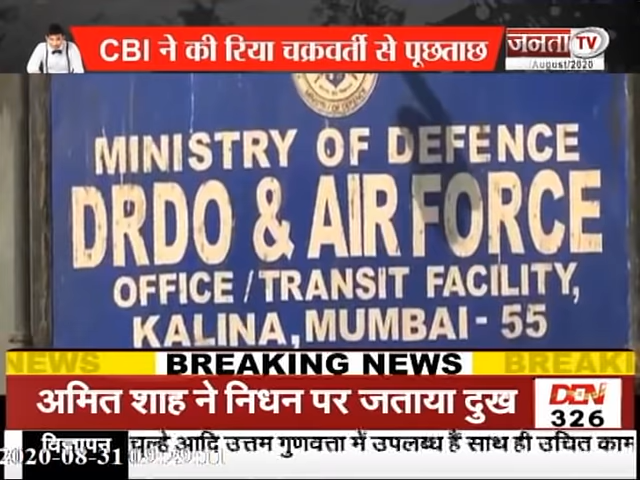 CBI ने की रिया चक्रवर्ती से पूछताछ
जनता TV
/August/2020
MINISTRY OF DEFENCE
DRDO & AIR FORCE
OFFICE / TRANSIT FACILITY,
KALINA, MUMBAI - 55
NEWS BREAKING NEWS BREAKI
अमित शाह ने निधन पर जताया दुख
DEN
326
विज्ञापन चूल्हे आदि उत्तम गुणवत्ता में उपलब्ध हैं साथ ही उचित काम
2020-08-31